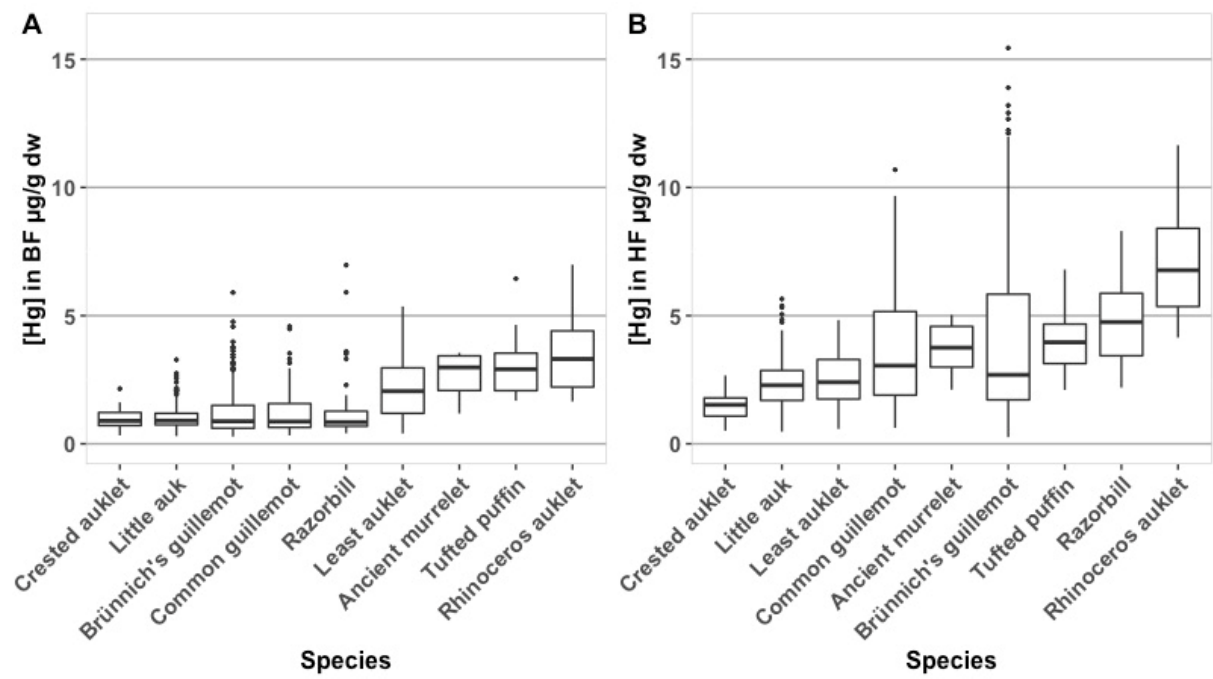 A
[Hg] in BF µg/g dw
15
10
5
0
Crested auklet
Little auk
Brünnich's guillemot
Common guillemot
Razorbill
Least auklet
Ancient murrelet
Tufted puffin
Rhinoceros auklet
Species
B
[Hg] in HF µg/g dw
15
10
5
0
Crested auklet
Little auk
Least auklet
Common guillemot
Ancient murrelet
Brünnich's guillemot
Tufted puffin
Razorbill
Rhinoceros auklet
Species